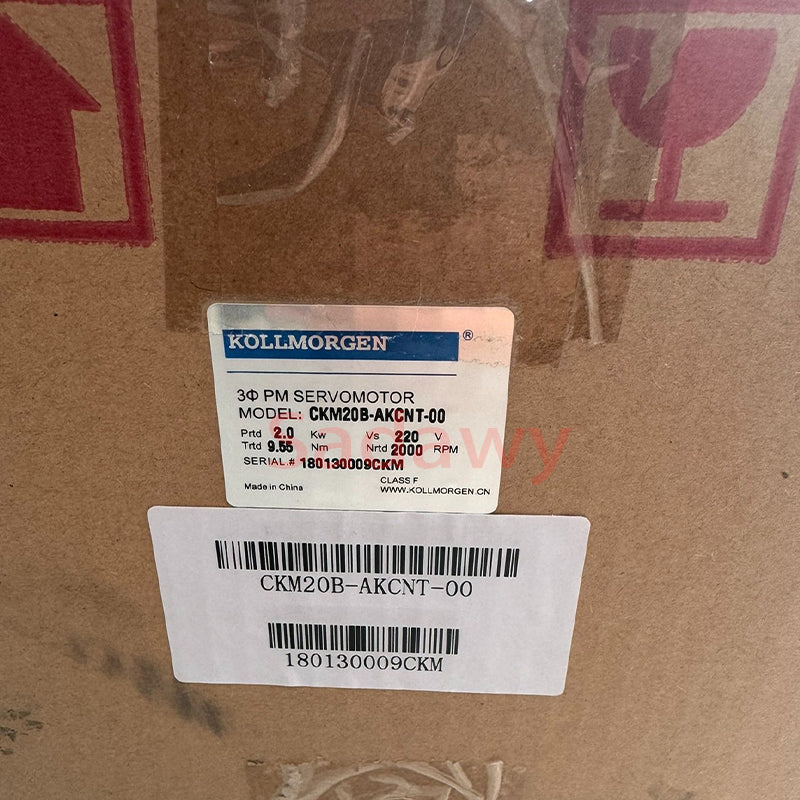 KOLLMORGEN ®
3Φ PM SERVOMOTOR
MODEL: CKM20B-AKCNT-00
Prtd 2.0 Kw Vs 220 V
Trtd 9.55 Nm Nrtd 2000 RPM
SERIAL# 180130009CKM
Made in China
CLASS F
WWW.KOLLMORGEN.CN
Sadawy
CKM20B-AKCNT-00
180130009CKM